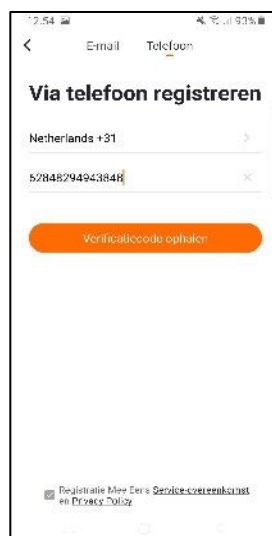 12:54 93%
E-mail Telefoon
Via telefoon registreren
Netherlands +31
52848294943848
Verificatiecode ophalen
Registratie Mee Eens Service-overeenkomst
en Privacy Policy